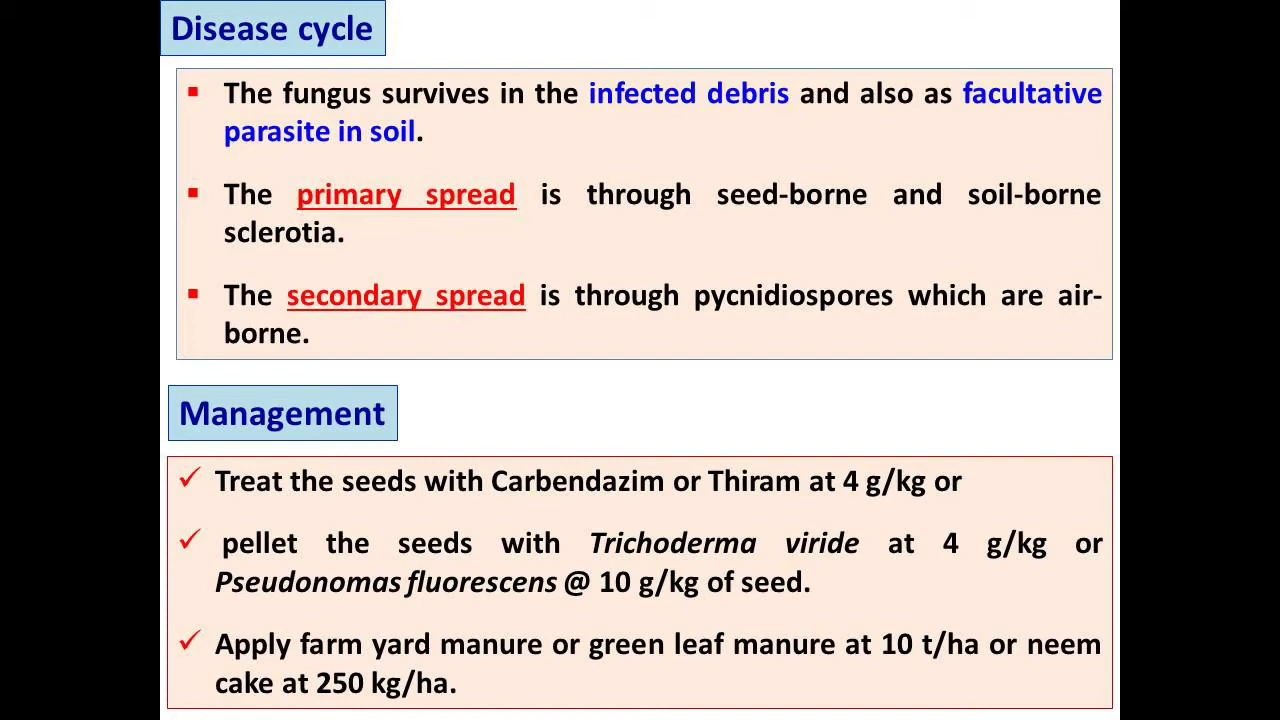 Disease cycle
The fungus survives in the infected debris and also as facultative
parasite in soil.
The primary spread is through seed-borne and soil-borne
sclerotia.
The secondary spread is through pycnidiospores which are air-
borne.
Management
Treat the seeds with Carbendazim or Thiram at 4 g/kg or
pellet the seeds with Trichoderma viride at 4 g/kg or
Pseudonomas fluorescens @ 10 g/kg of seed.
Apply farm yard manure or green leaf manure at 10 t/ha or neem
cake at 250 kg/ha.